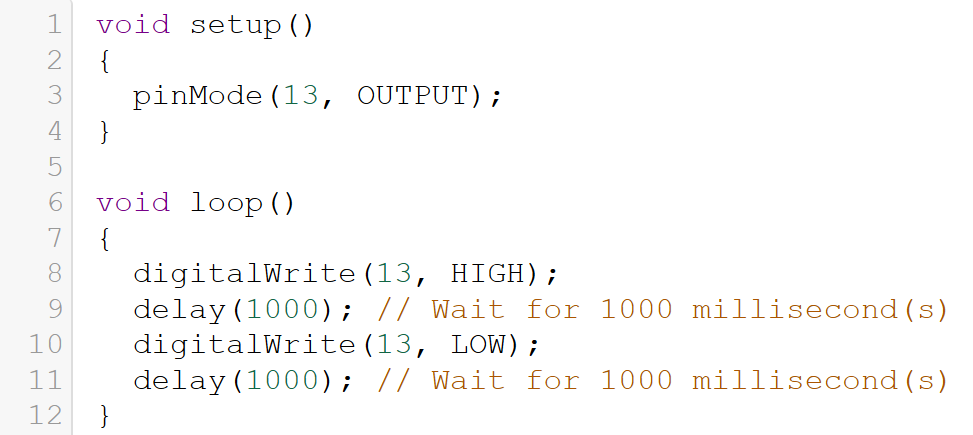 1 void setup()
2 {
3   pinMode(13, OUTPUT);
4 }
5
6 void loop()
7 {
8   digitalWrite(13, HIGH);
9   delay(1000); // Wait for 1000 millisecond(s)
10   digitalWrite(13, LOW);
11   delay(1000); // Wait for 1000 millisecond(s)
12 }